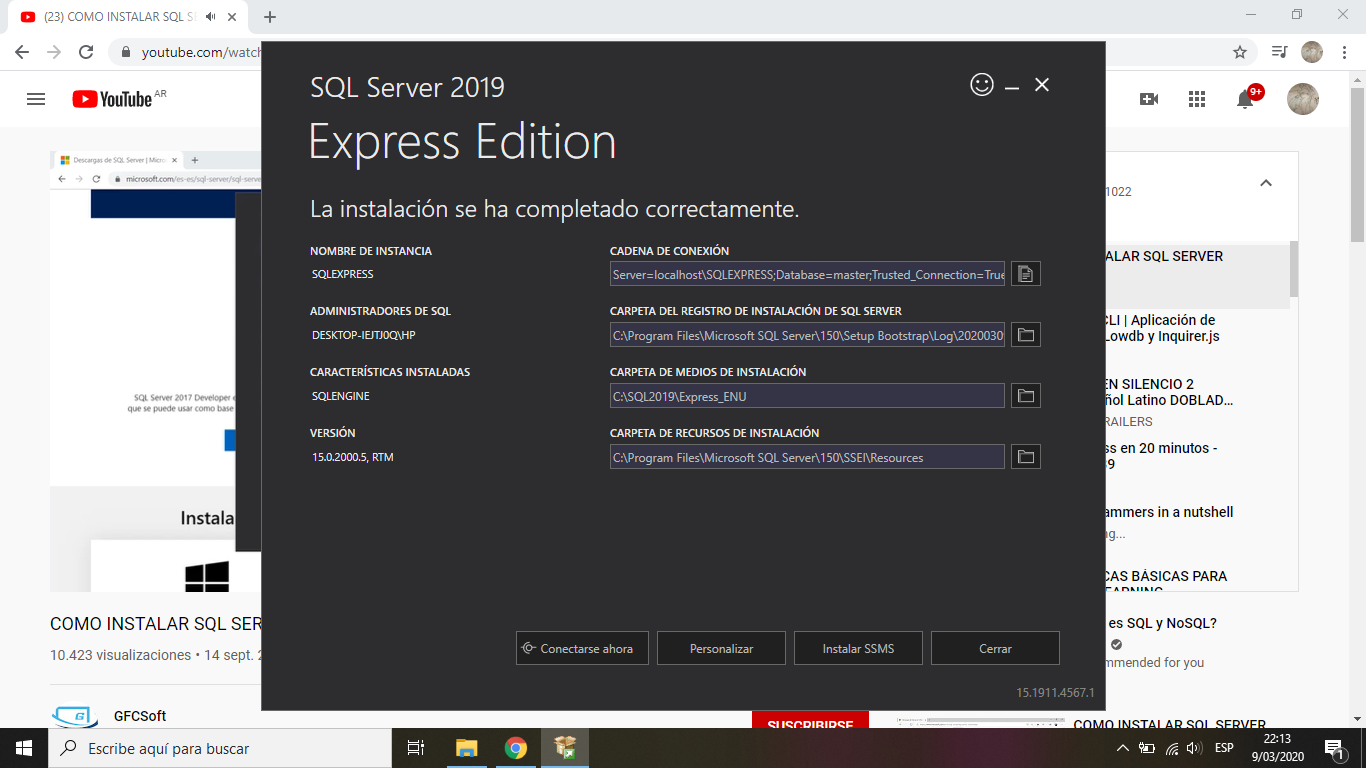 (23) COMO INSTALAR SQL S
youtube.com/watch
YouTube AR
9+
Descargas de SQL Server | Micro
microsoft.com/es-es/sql-server/sql-serve
SQL Server 2017 Developer e
que se puede usar como base
Instala
COMO INSTALAR SQL SER
10.423 visualizaciones • 14 sept. 2
GFCSoft
SQL Server 2019
Express Edition
La instalación se ha completado correctamente.
NOMBRE DE INSTANCIA
SQLEXPRESS
ADMINISTRADORES DE SQL
DESKTOP-IEJTJ0Q\HP
CARACTERÍSTICAS INSTALADAS
SQLENGINE
VERSIÓN
15.0.2000.5, RTM
CADENA DE CONEXIÓN
Server=localhost\SQLEXPRESS;Database=master;Trusted_Connection=True
CARPETA DEL REGISTRO DE INSTALACIÓN DE SQL SERVER
C:\Program Files\Microsoft SQL Server\150\Setup Bootstrap\Log\2020030
CARPETA DE MEDIOS DE INSTALACIÓN
C:\SQL2019\Express_ENU
CARPETA DE RECURSOS DE INSTALACIÓN
C:\Program Files\Microsoft SQL Server\150\SSEI\Resources
Conectarse ahora
Personalizar
Instalar SSMS
Cerrar
15.1911.4567.1
1022
ALAR SQL SERVER
CLI | Aplicación de
Lowdb y Inquirer.js
EN SILENCIO 2
ñol Latino DOBLAD…
RAILERS
ss en 20 minutos -
9
ammers in a nutshell
ng...
CAS BÁSICAS PARA
EARNING
es SQL y NoSQL?
mmended for you
SUSCRIBIRSE
COMO INSTALAR SQL SERVER
Escribe aquí para buscar
ESP
22:13
9/03/2020
1